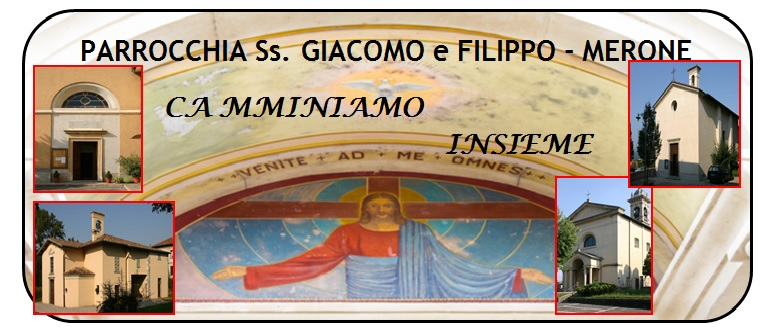 PARROCCHIA Ss. GIACOMO e FILIPPO - MERONE
CA MMINIAMO
INSIEME
VENITE + AD + ME + OMNES